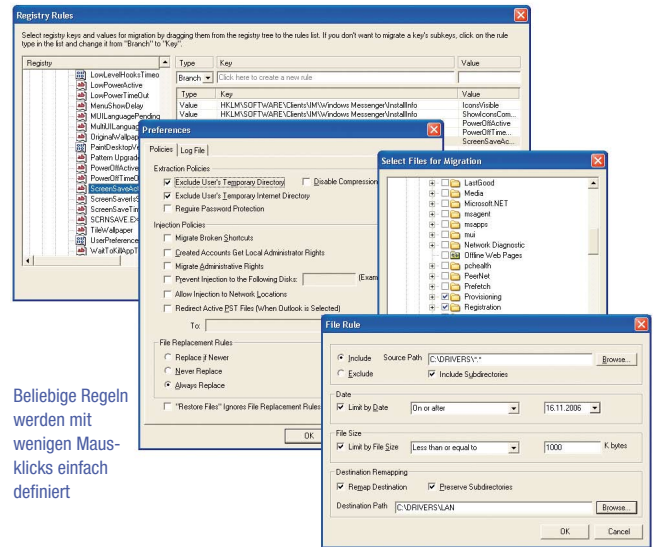 Registry Rules
Select registry keys and values for migration by dragging them from the registry tree to the rules list. If you don't want to migrate a key's subkeys, click on the rule
type in the list and change it from "Branch" to "Key".
Registry
Type Key Value
LowLevelHooksTimeo
LowPowerActive
LowPowerTimeOut
MenuShowDelay
MUILanguagePending
MultiUILanguag
OriginalWallpap
PaintDesktopV
Pattern Upgrade
PowerOffActive
PowerOffTimeO
ScreenSaveAc
ScreenSaverIsS
ScreenSaveTim
SCRNSAVE.EX
TileWallpaper
UserPreference
WaitToKillAppT
Branch Click here to create a new rule
Type Key Value
Value HKLM\SOFTWARE\Clients\IM\Windows Messenger\InstallInfo IconsVisible
Value HKLM\SOFTWARE\Clients\IM\Windows Messenger\InstallInfo ShowIconsCom...
PowerOffActive
PowerOffTime...
ScreenSaveAc...
Preferences
Policies Log File
Extraction Policies
Exclude User's Temporary Directory Disable Compression
Exclude User's Temporary Internet Directory
Require Password Protection
Injection Policies
Migrate Broken Shortcuts
Created Accounts Get Local Administrator Rights
Migrate Administrative Rights
Prevent Injection to the Following Disks: (Exam
Allow Injection to Network Locations
Redirect Active PST Files (When Outlook is Selected)
To:
File Replacement Rules
Replace if Newer
Never Replace
Always Replace
"Restore Files" Ignores File Replacement Rules
OK
Select Files for Migration
LastGood
Media
Microsoft.NET
msagent
msapps
mui
Network Diagnostic
Offline Web Pages
pchealth
PeerNet
Prefetch
Provisioning
Registration
File Rule
Include Source Path C:\DRIVERS\*.* Browse...
Exclude Include Subdirectories
Date
Limit by Date On or after 16.11.2006
File Size
Limit by File Size Less than or equal to 1000 K bytes
Destination Remapping
Remap Destination Preserve Subdirectories
Destination Path C:\DRIVERS\LAN Browse...
OK Cancel
Beliebige Regeln
werden mit
wenigen Maus-
klicks einfach
definiert